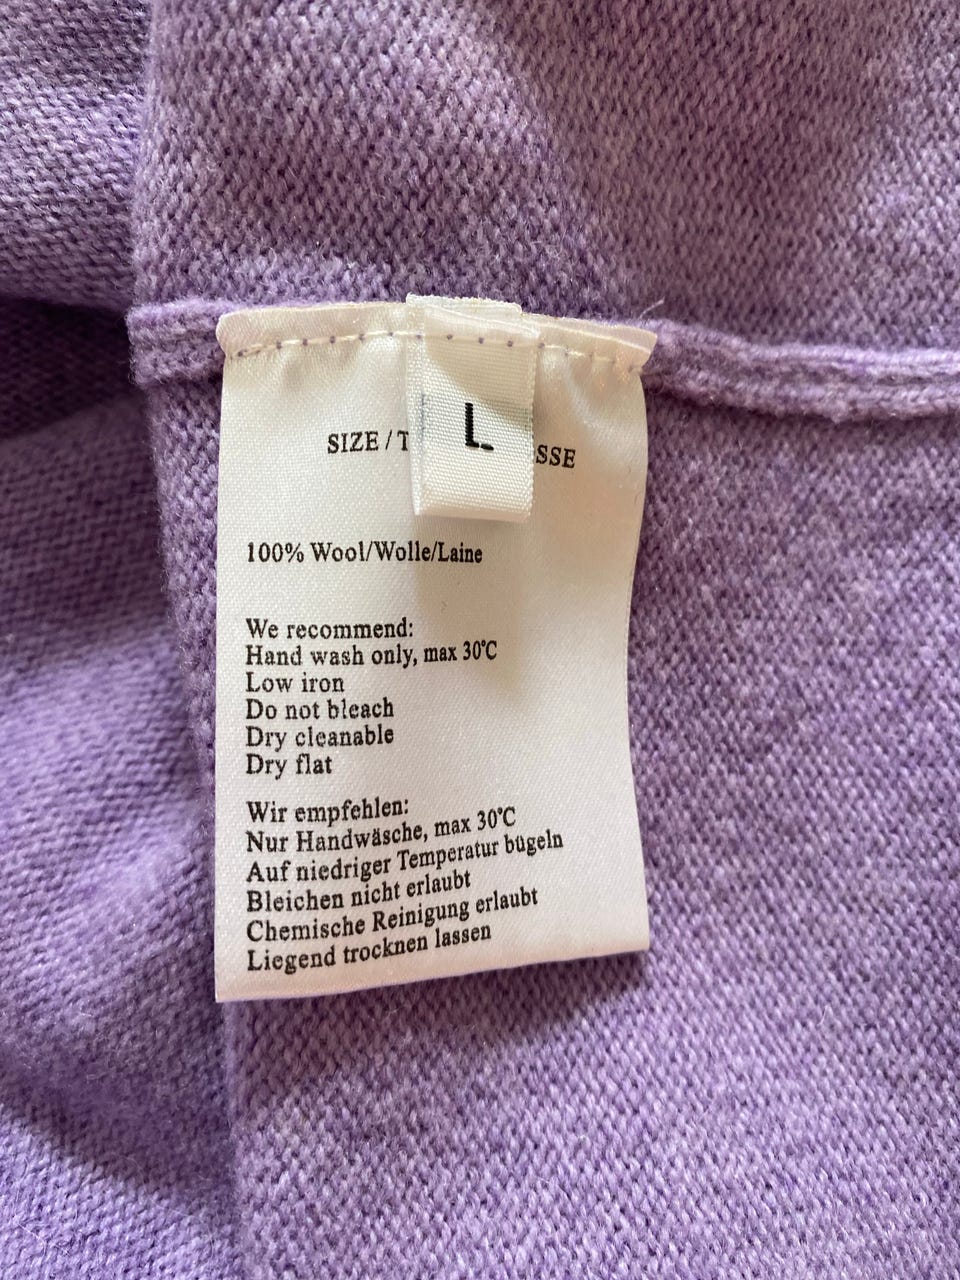 L
SIZE / T SSE
100% Wool/Wolle/Laine
We recommend:
Hand wash only, max 30°C
Low iron
Do not bleach
Dry cleanable
Dry flat
Wir empfehlen:
Nur Handwäsche, max 30°C
Auf niedriger Temperatur bügeln
Bleichen nicht erlaubt
Chemische Reinigung erlaubt
Liegend trocknen lassen